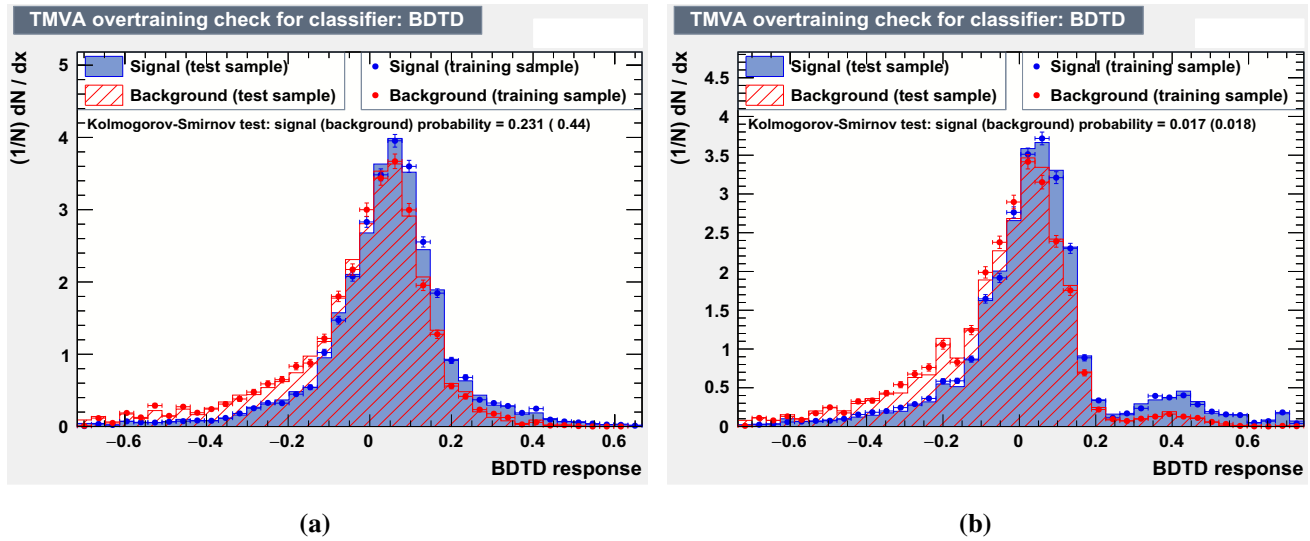 TMVA overtraining check for classifier: BDTD
(1/N) dN / dx
Signal (test sample)
Background (test sample)
Signal (training sample)
Background (training sample)
Kolmogorov-Smirnov test: signal (background) probability = 0.231 ( 0.44)
5
4
3
2
1
0
−0.6 −0.4 −0.2 0 0.2 0.4 0.6
BDTD response
(a)
TMVA overtraining check for classifier: BDTD
(1/N) dN / dx
Signal (test sample)
Background (test sample)
Signal (training sample)
Background (training sample)
Kolmogorov-Smirnov test: signal (background) probability = 0.017 (0.018)
4.5
4
3.5
3
2.5
2
1.5
1
0.5
0
−0.6 −0.4 −0.2 0 0.2 0.4 0.6
BDTD response
(b)